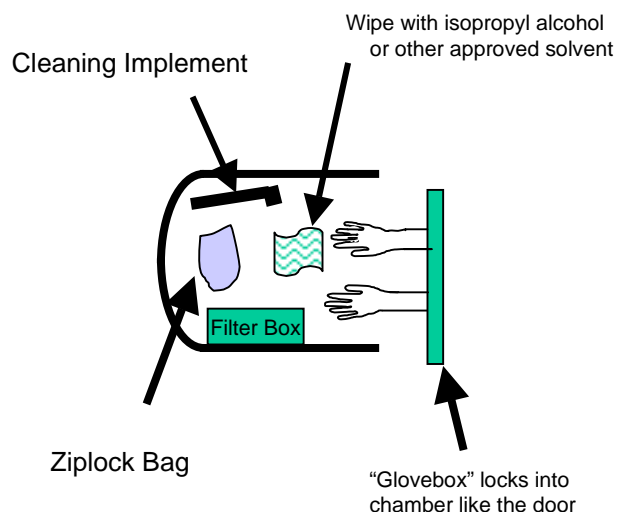 Wipe with isopropyl alcohol
or other approved solvent
Cleaning Implement
Filter Box
Ziplock Bag
“Glovebox” locks into
chamber like the door